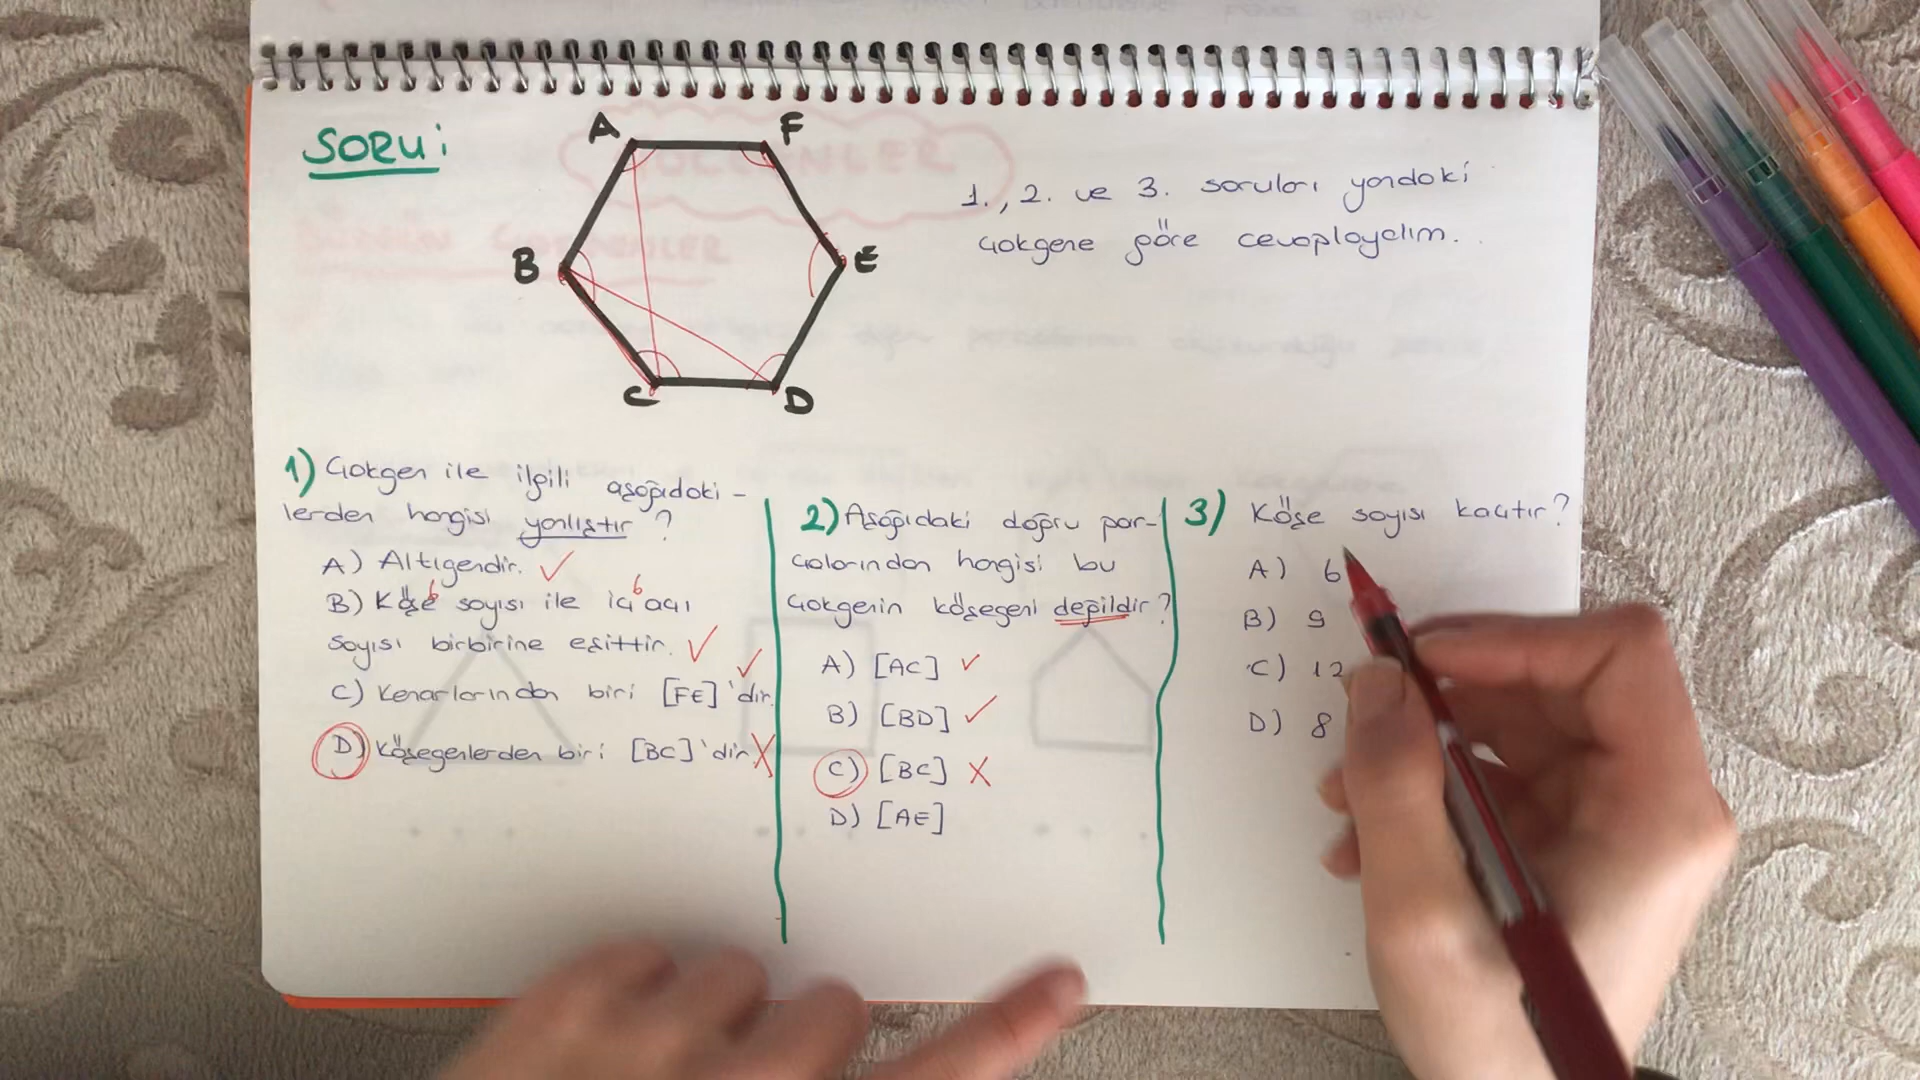 SORU:
A
F
B
E
C
D
1., 2. ve 3. soruları yandaki
çokgene göre cevaplayalım.
1) Çokgen ile ilgili aşağıdaki-
lerden hangisi yanlıştır ?
A) Altıgendir. ✓
6 6
B) Köşe sayısı ile iç açı
sayısı birbirine eşittir. ✓
C) Kenarlarından biri [FE]'dir. ✓
D) Köşegenlerden biri [BC]'dir. X
2) Aşağıdaki doğru par-
çalarından hangisi bu
çokgenin köşegeni değildir?
A) [AC] ✓
B) [BD] ✓
C) [BC] X
D) [AE]
3) Köşe sayısı kaçtır?
A) 6
B) 9
C) 12
D) 8